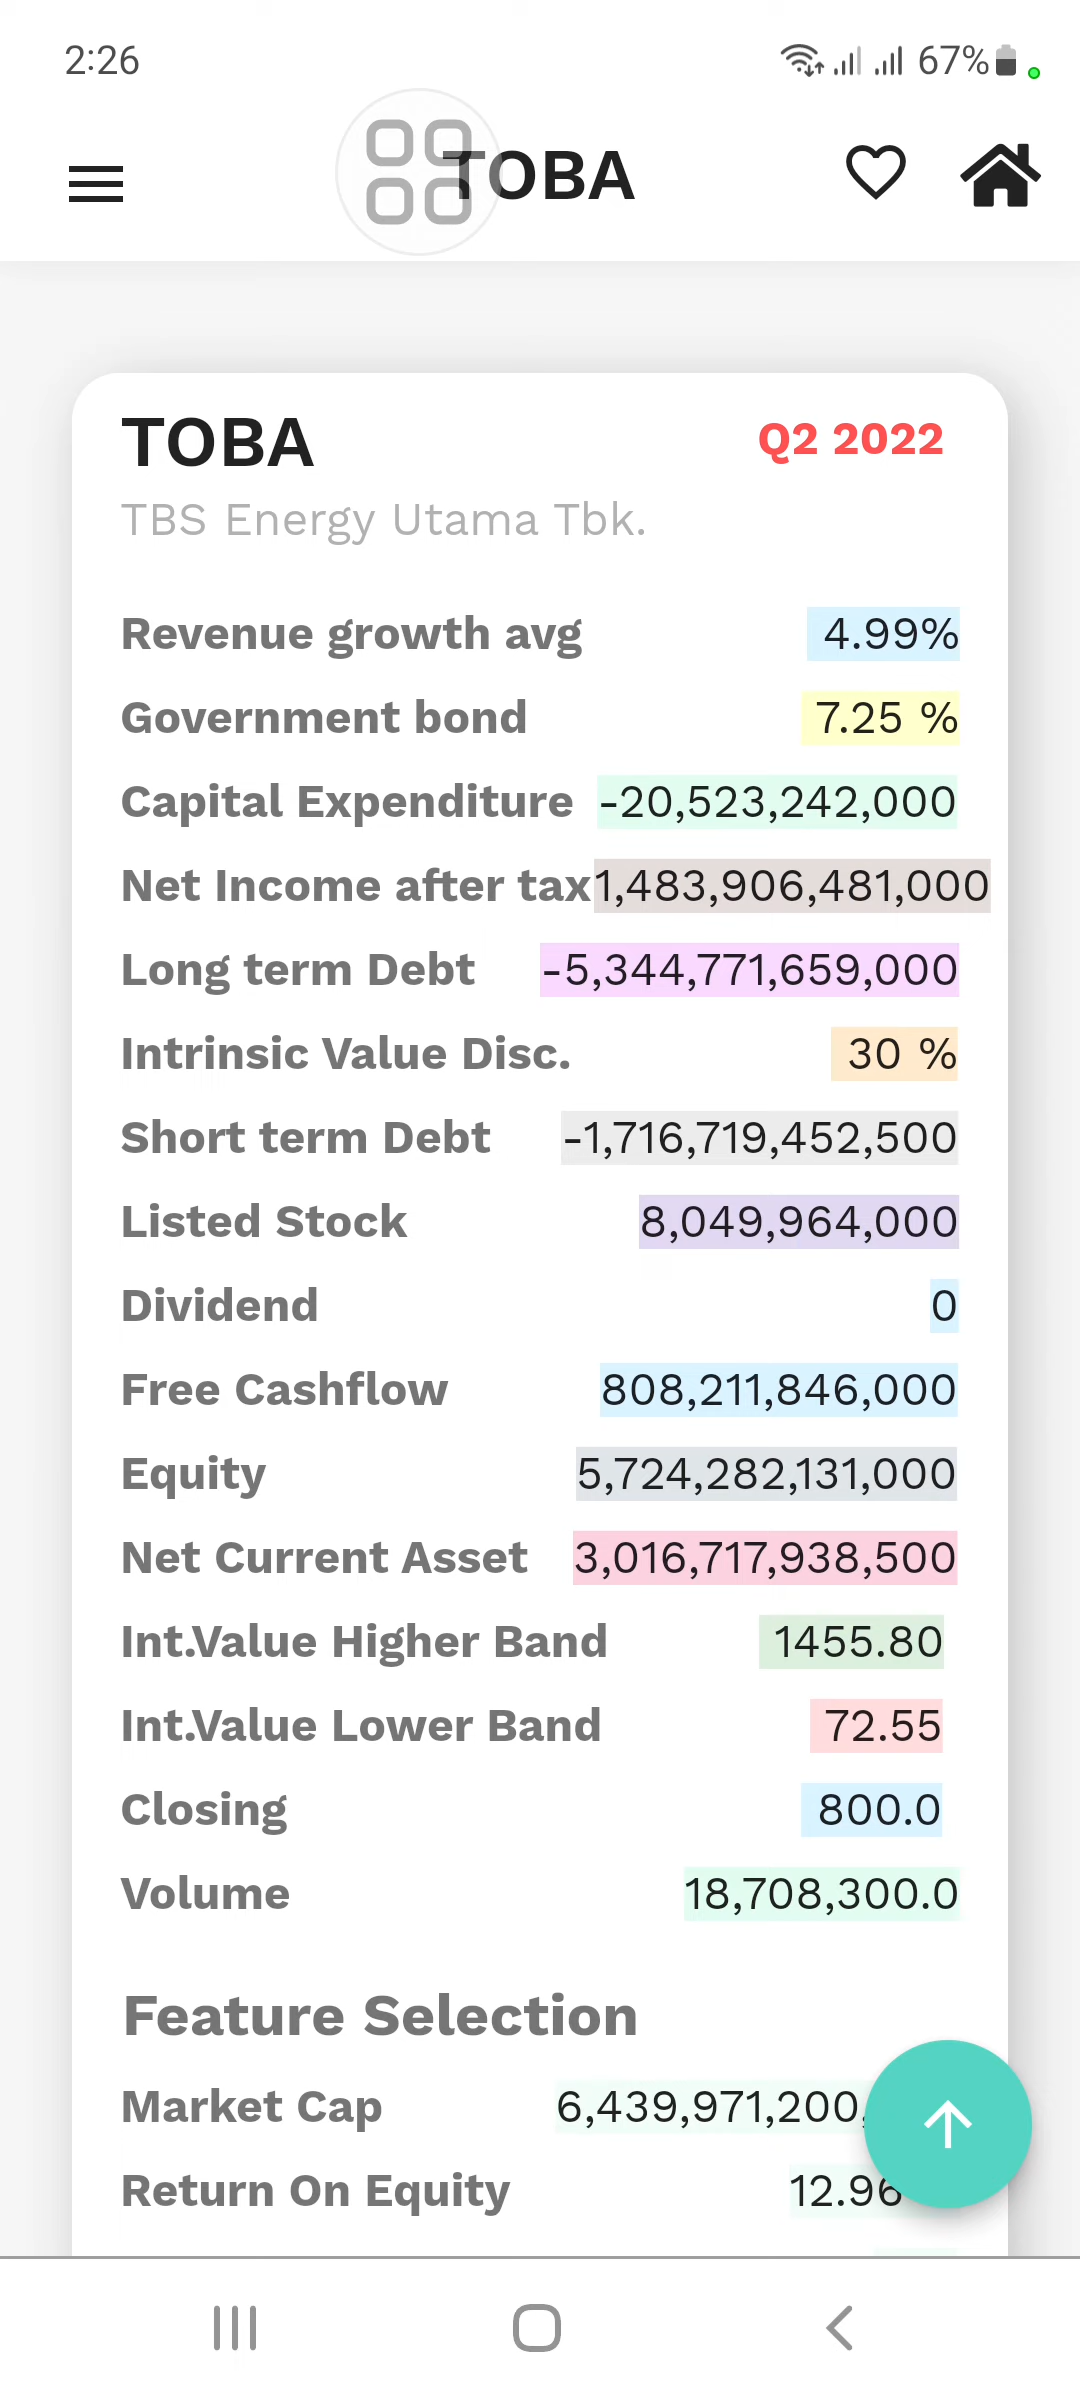 2:26 67%
TOBA
TOBA Q2 2022
TBS Energy Utama Tbk.
Revenue growth avg 4.99%
Government bond 7.25 %
Capital Expenditure -20,523,242,000
Net Income after tax 1,483,906,481,000
Long term Debt -5,344,771,659,000
Intrinsic Value Disc. 30 %
Short term Debt -1,716,719,452,500
Listed Stock 8,049,964,000
Dividend 0
Free Cashflow 808,211,846,000
Equity 5,724,282,131,000
Net Current Asset 3,016,717,938,500
Int.Value Higher Band 1455.80
Int.Value Lower Band 72.55
Closing 800.0
Volume 18,708,300.0
Feature Selection
Market Cap 6,439,971,200,
Return On Equity 12.96